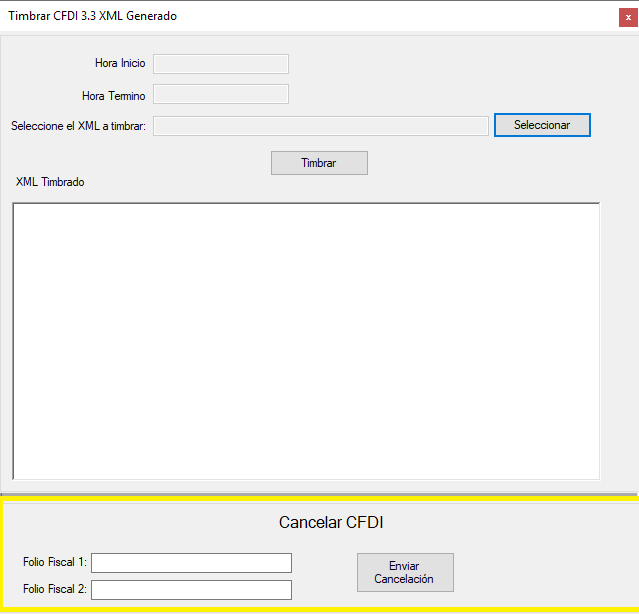 Timbrar CFDI 3.3 XML Generado
x
Hora Inicio
Hora Termino
Seleccione el XML a timbrar:
Seleccionar
Timbrar
XML Timbrado
Cancelar CFDI
Folio Fiscal 1:
Enviar
Cancelación
Folio Fiscal 2: